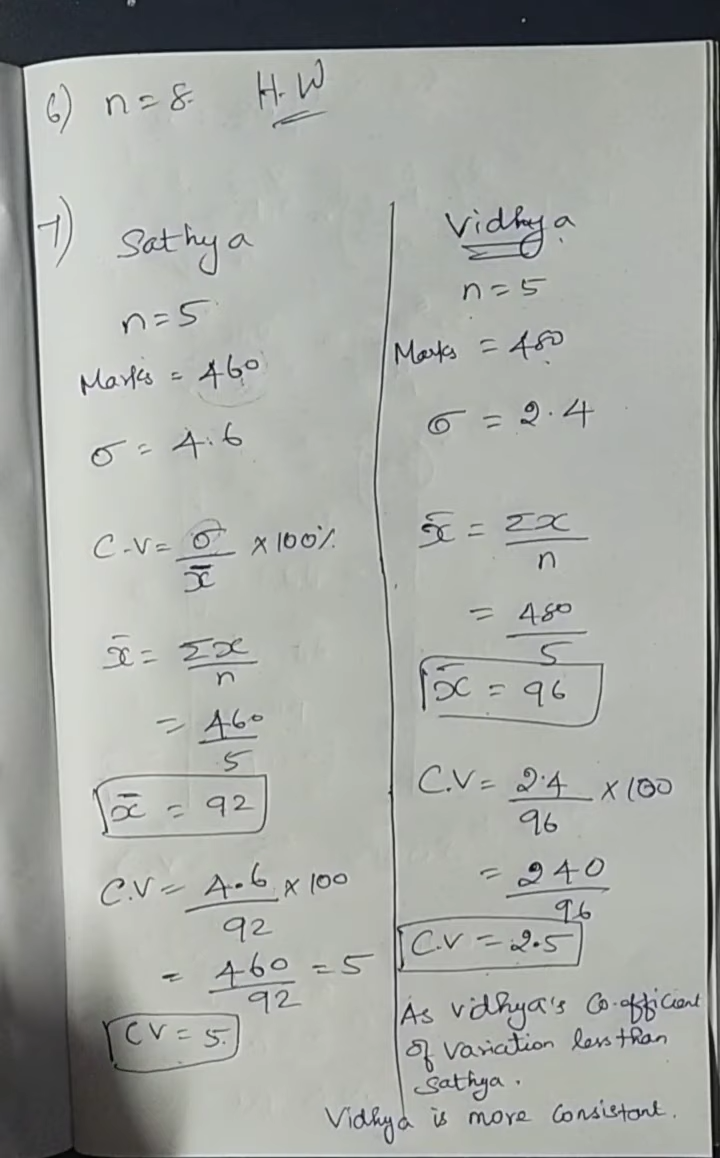 6) n=8 H.W
7) Sathya
n=5
Marks = 460
σ = 4.6
C.V = σ/x̄ × 100%
x̄ = Σx/n
= 460/5
x̄ = 92
C.V = 4.6/92 × 100
= 460/92 = 5
CV = 5.
Vidhya
n=5
Marks = 480
σ = 2.4
x̄ = Σx/n
= 480/5
x̄ = 96
C.V = 2.4/96 × 100
= 240/96
C.V = 2.5
As vidhya's Co-efficient
of variation less than
Sathya.
Vidhya is more consistant.